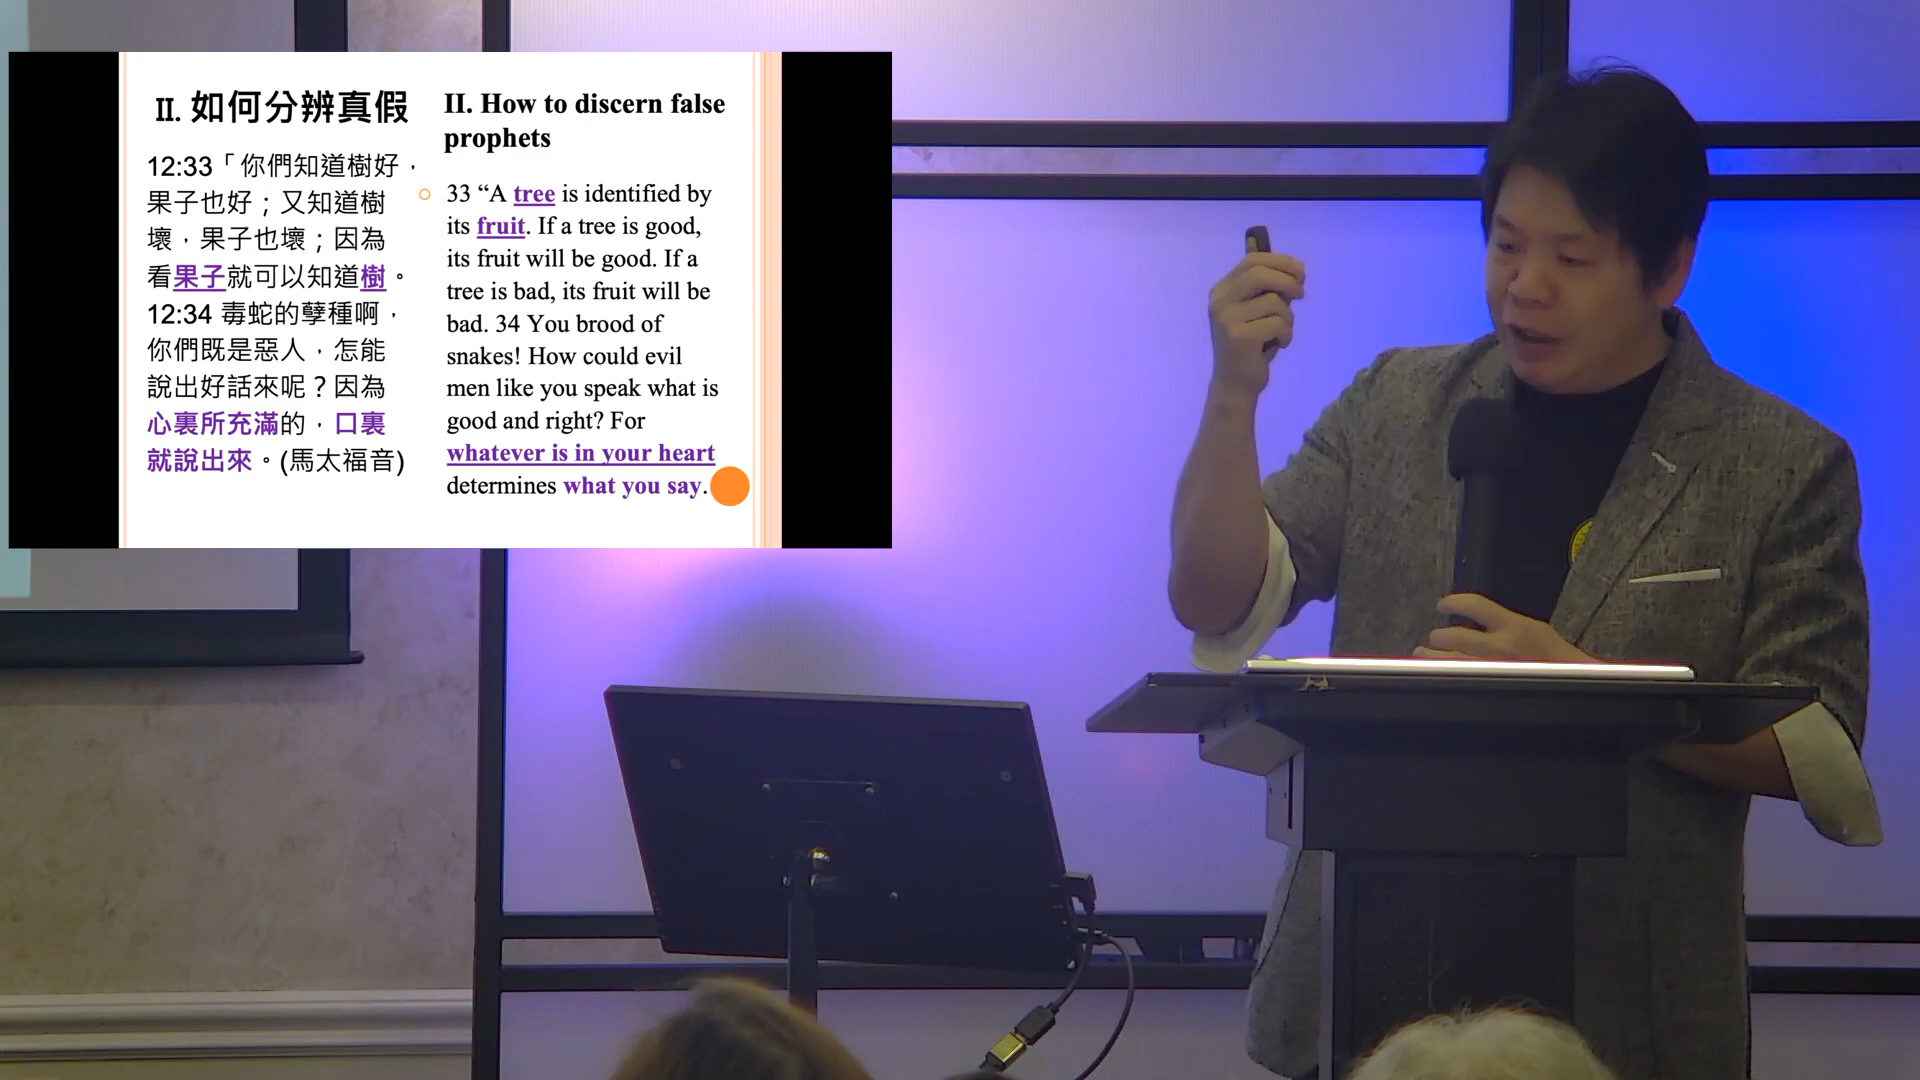 II. 如何分辨真假
12:33「你們知道樹好，
果子也好；又知道樹
壞，果子也壞；因為
看果子就可以知道樹。
12:34 毒蛇的孽種啊，
你們既是惡人，怎能
說出好話來呢？因為
心裏所充滿的，口裏
就說出來。(馬太福音)
II. How to discern false
prophets
33 “A tree is identified by
its fruit. If a tree is good,
its fruit will be good. If a
tree is bad, its fruit will be
bad. 34 You brood of
snakes! How could evil
men like you speak what is
good and right? For
whatever is in your heart
determines what you say.